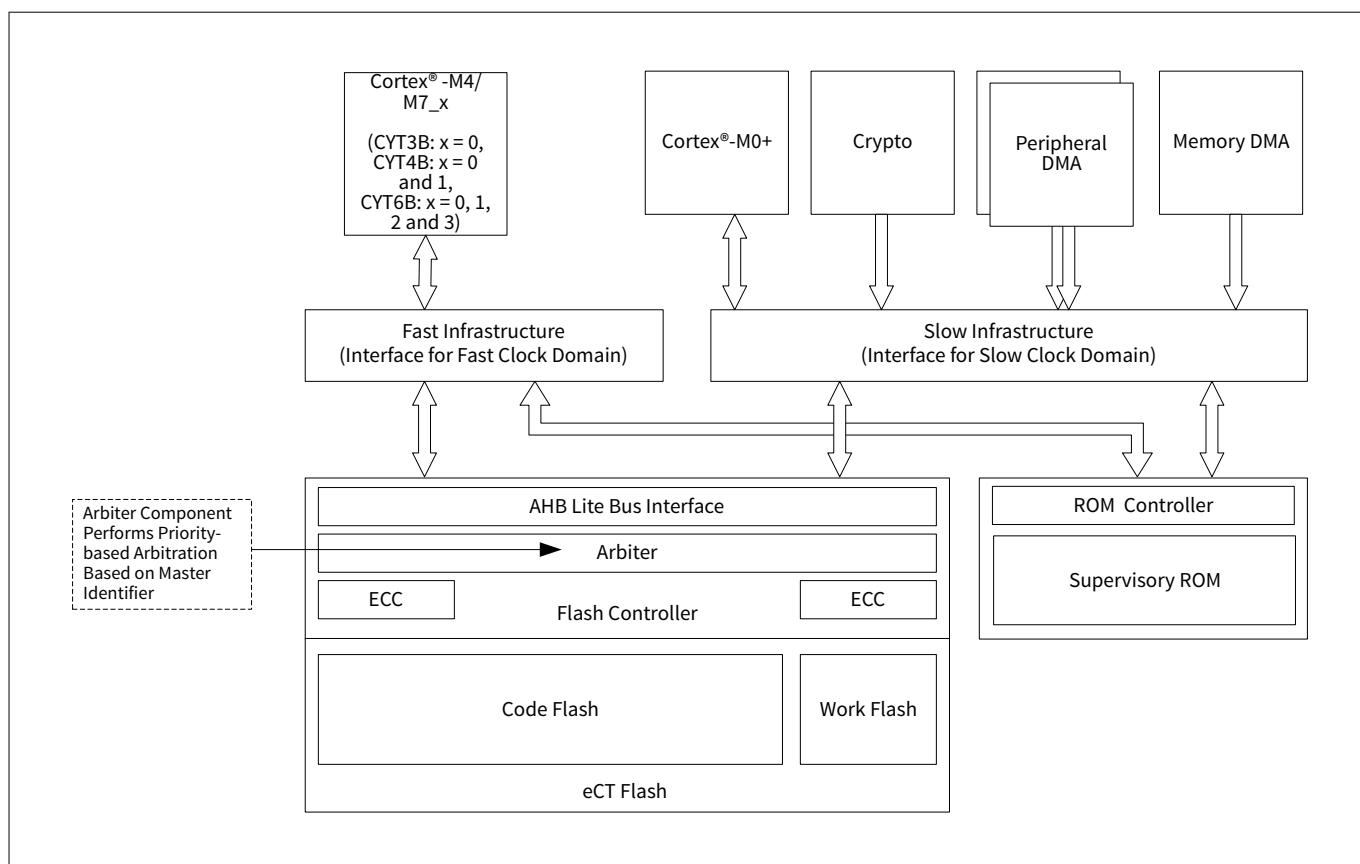 Cortex® -M4/
M7_x
(CYT3B: x = 0,
CYT4B: x = 0
and 1,
CYT6B: x = 0, 1,
2 and 3)
Cortex®-M0+
Crypto
Peripheral
DMA
Memory DMA
Fast Infrastructure
(Interface for Fast Clock Domain)
Slow Infrastructure
(Interface for Slow Clock Domain)
Arbiter Component
Performs Priority-
based Arbitration
Based on Master
Identifier
AHB Lite Bus Interface
Arbiter
ECC
Flash Controller
ECC
Code Flash
Work Flash
eCT Flash
ROM Controller
Supervisory ROM